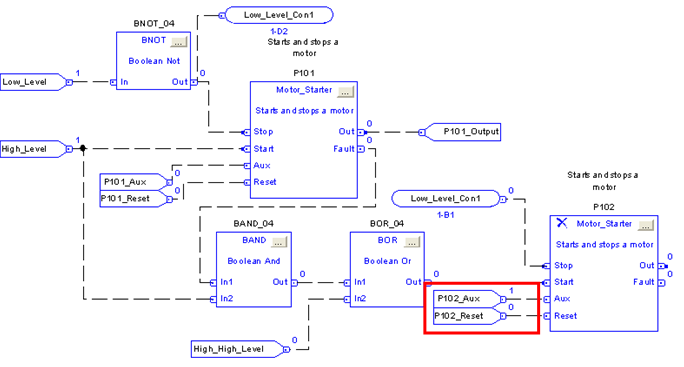 BNOT_04
BNOT
...
Boolean Not
In
Out
0
Low_Level
1
Low_Level_Con1
0
1-D2
Starts and stops a
motor
P101
Motor_Starter
...
Starts and stops a motor
Stop
Out
0
Start
Fault
0
Aux
Reset
P101_Output
High_Level
1
P101_Aux
0
P101_Reset
0
BAND_04
BAND
...
Boolean And
In1
Out
0
In2
BOR_04
BOR
...
Boolean Or
In1
Out
0
In2
High_High_Level
0
Low_Level_Con1
0
1-B1
Starts and stops a
motor
P102
Motor_Starter
...
Starts and stops a motor
Stop
Out
0
Start
Fault
0
Aux
Reset
P102_Aux
1
P102_Reset
0